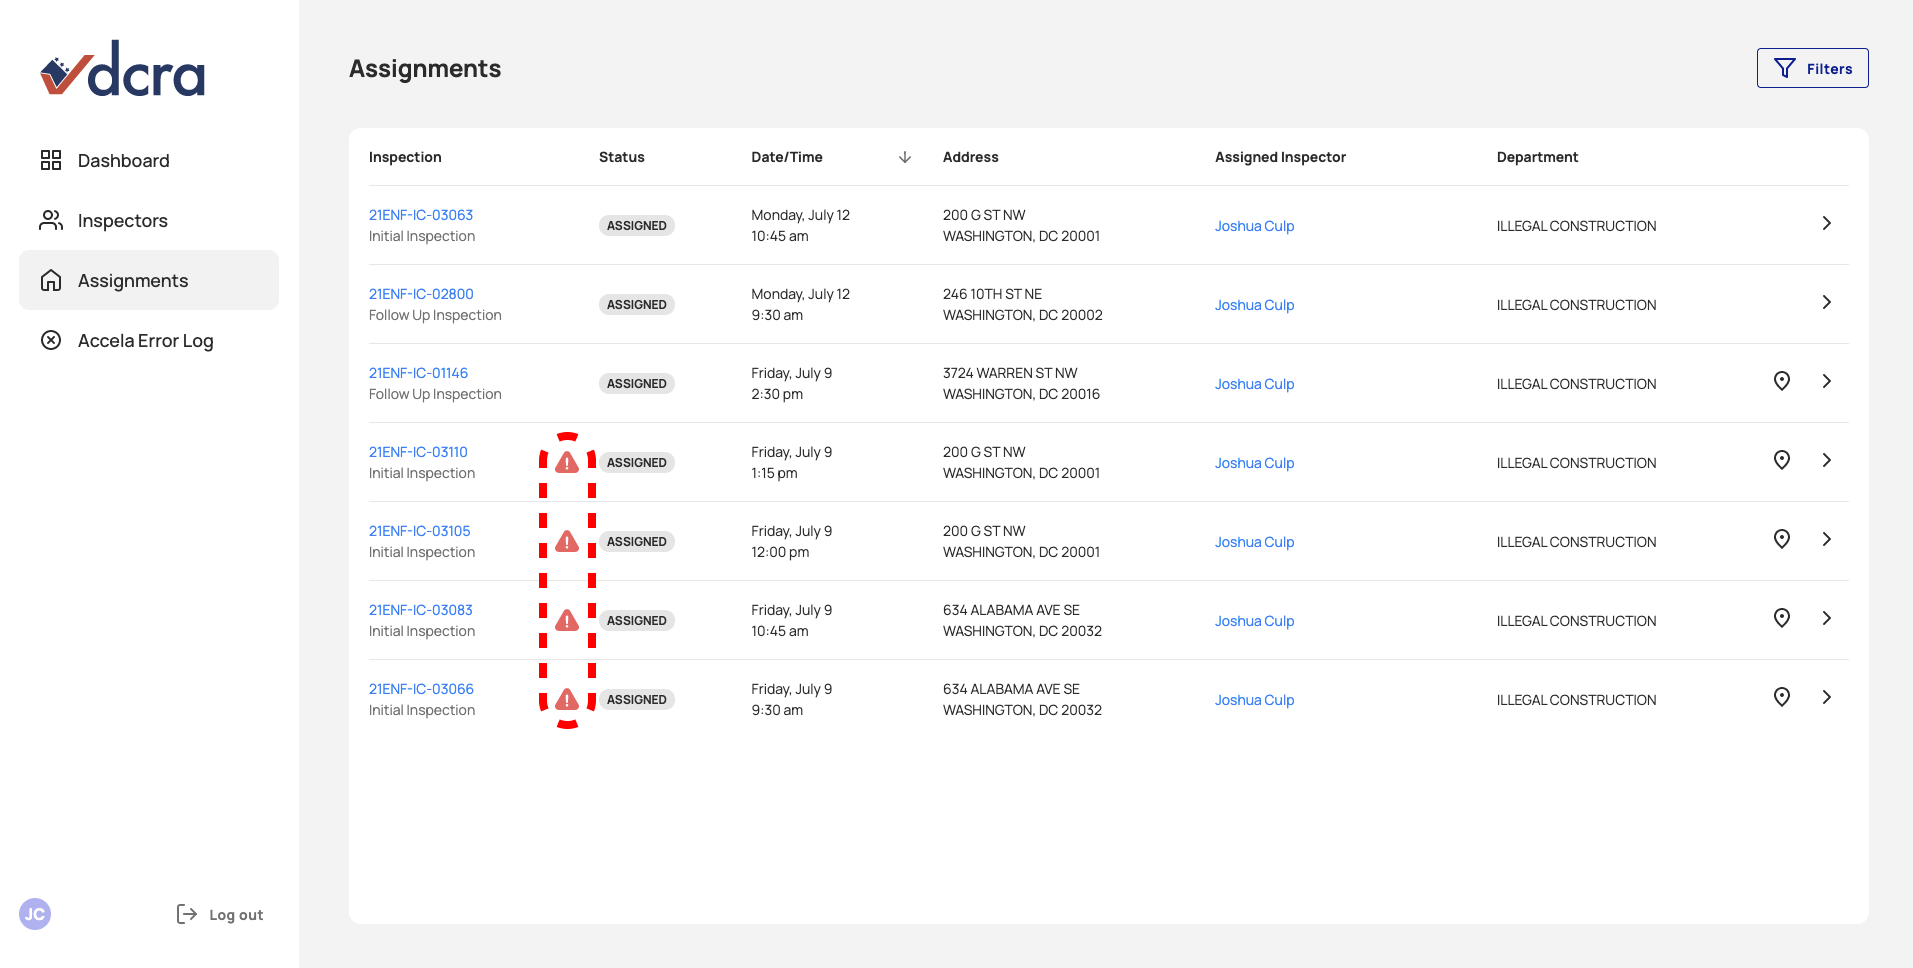 dcra
Dashboard
Inspectors
Assignments
Accela Error Log
JC
Log out
Assignments
Filters
Inspection Status Date/Time Address Assigned Inspector Department
21ENF-IC-03063
Initial Inspection
ASSIGNED
Monday, July 12
10:45 am
200 G ST NW
WASHINGTON, DC 20001
Joshua Culp
ILLEGAL CONSTRUCTION
21ENF-IC-02800
Follow Up Inspection
ASSIGNED
Monday, July 12
9:30 am
246 10TH ST NE
WASHINGTON, DC 20002
Joshua Culp
ILLEGAL CONSTRUCTION
21ENF-IC-01146
Follow Up Inspection
ASSIGNED
Friday, July 9
2:30 pm
3724 WARREN ST NW
WASHINGTON, DC 20016
Joshua Culp
ILLEGAL CONSTRUCTION
21ENF-IC-03110
Initial Inspection
ASSIGNED
Friday, July 9
1:15 pm
200 G ST NW
WASHINGTON, DC 20001
Joshua Culp
ILLEGAL CONSTRUCTION
21ENF-IC-03105
Initial Inspection
ASSIGNED
Friday, July 9
12:00 pm
200 G ST NW
WASHINGTON, DC 20001
Joshua Culp
ILLEGAL CONSTRUCTION
21ENF-IC-03083
Initial Inspection
ASSIGNED
Friday, July 9
10:45 am
634 ALABAMA AVE SE
WASHINGTON, DC 20032
Joshua Culp
ILLEGAL CONSTRUCTION
21ENF-IC-03066
Initial Inspection
ASSIGNED
Friday, July 9
9:30 am
634 ALABAMA AVE SE
WASHINGTON, DC 20032
Joshua Culp
ILLEGAL CONSTRUCTION